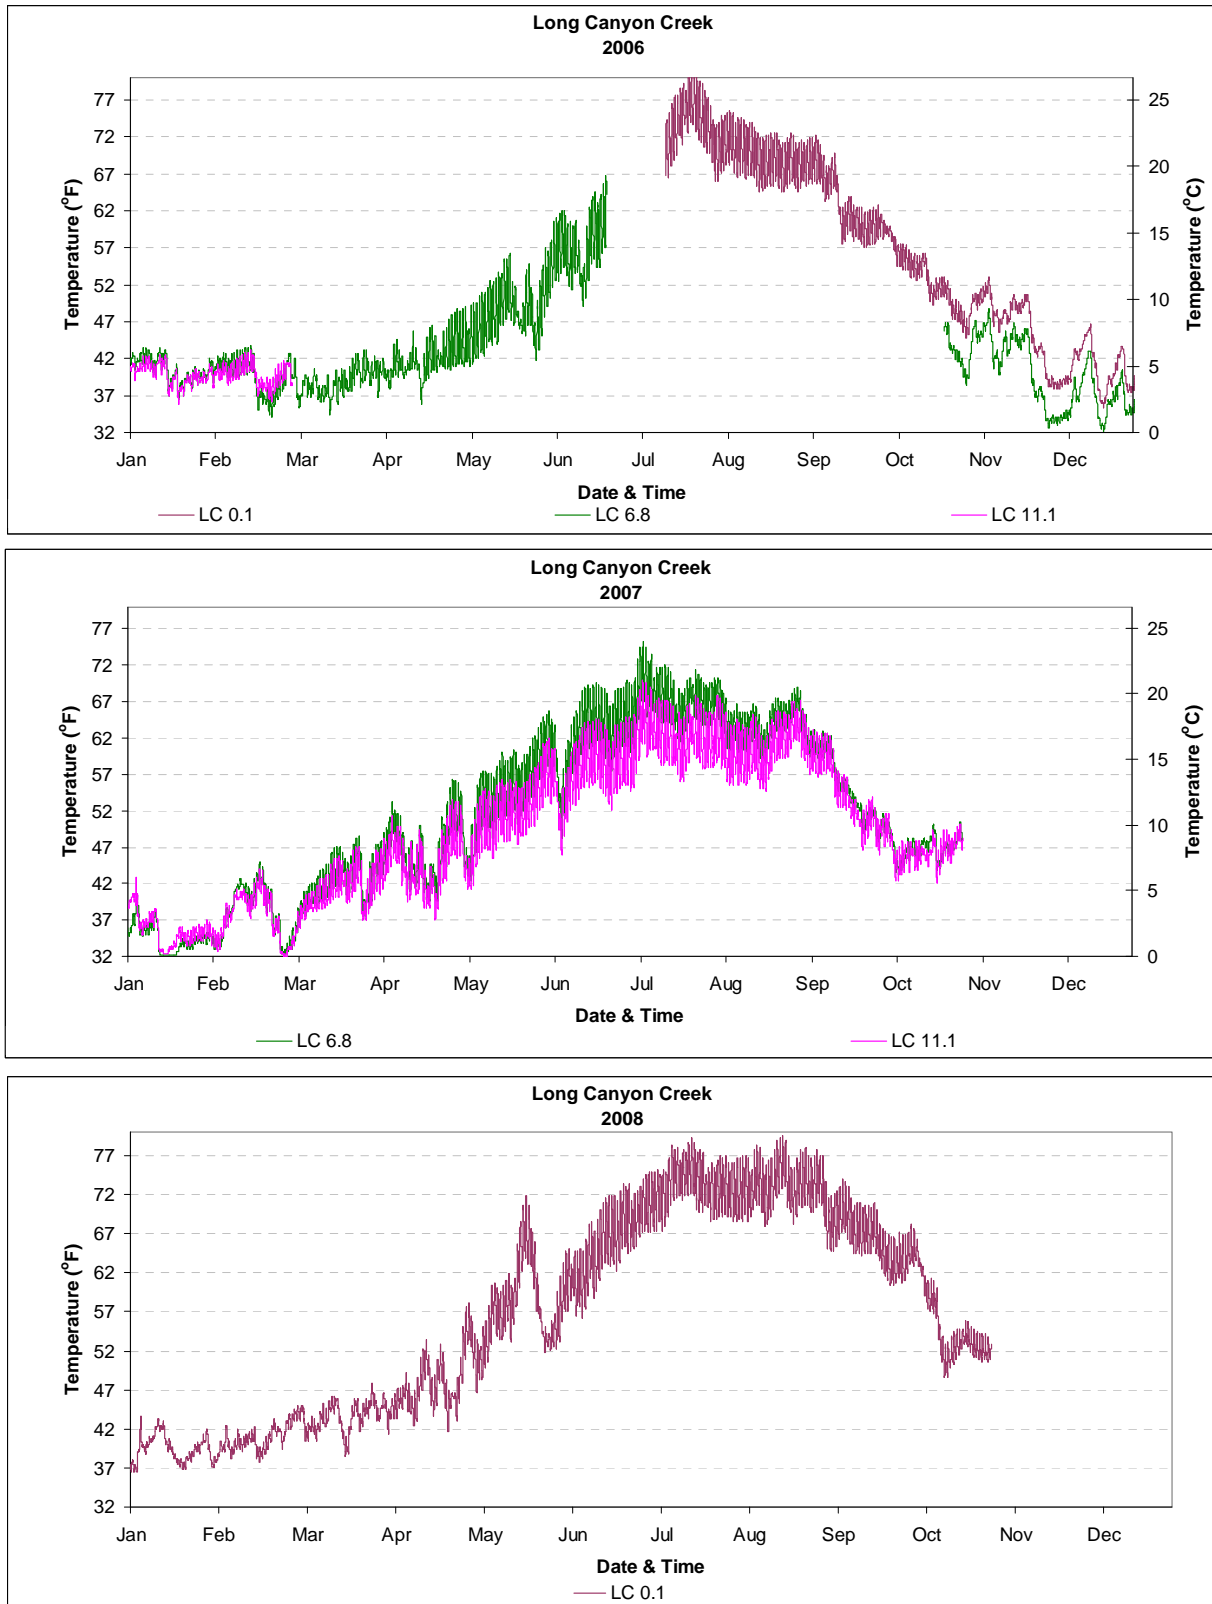 Long Canyon Creek
2006
Temperature (°F)
77
72
67
62
57
52
47
42
37
32
25
20
15
10
5
0
Temperature (°C)
Jan Feb Mar Apr May Jun Jul Aug Sep Oct Nov Dec
Date & Time
LC 0.1 LC 6.8 LC 11.1
Long Canyon Creek
2007
Temperature (°F)
77
72
67
62
57
52
47
42
37
32
25
20
15
10
5
0
Temperature (°C)
Jan Feb Mar Apr May Jun Jul Aug Sep Oct Nov Dec
Date & Time
LC 6.8 LC 11.1
Long Canyon Creek
2008
Temperature (°F)
77
72
67
62
57
52
47
42
37
32
Jan Feb Mar Apr May Jun Jul Aug Sep Oct Nov Dec
Date & Time
LC 0.1